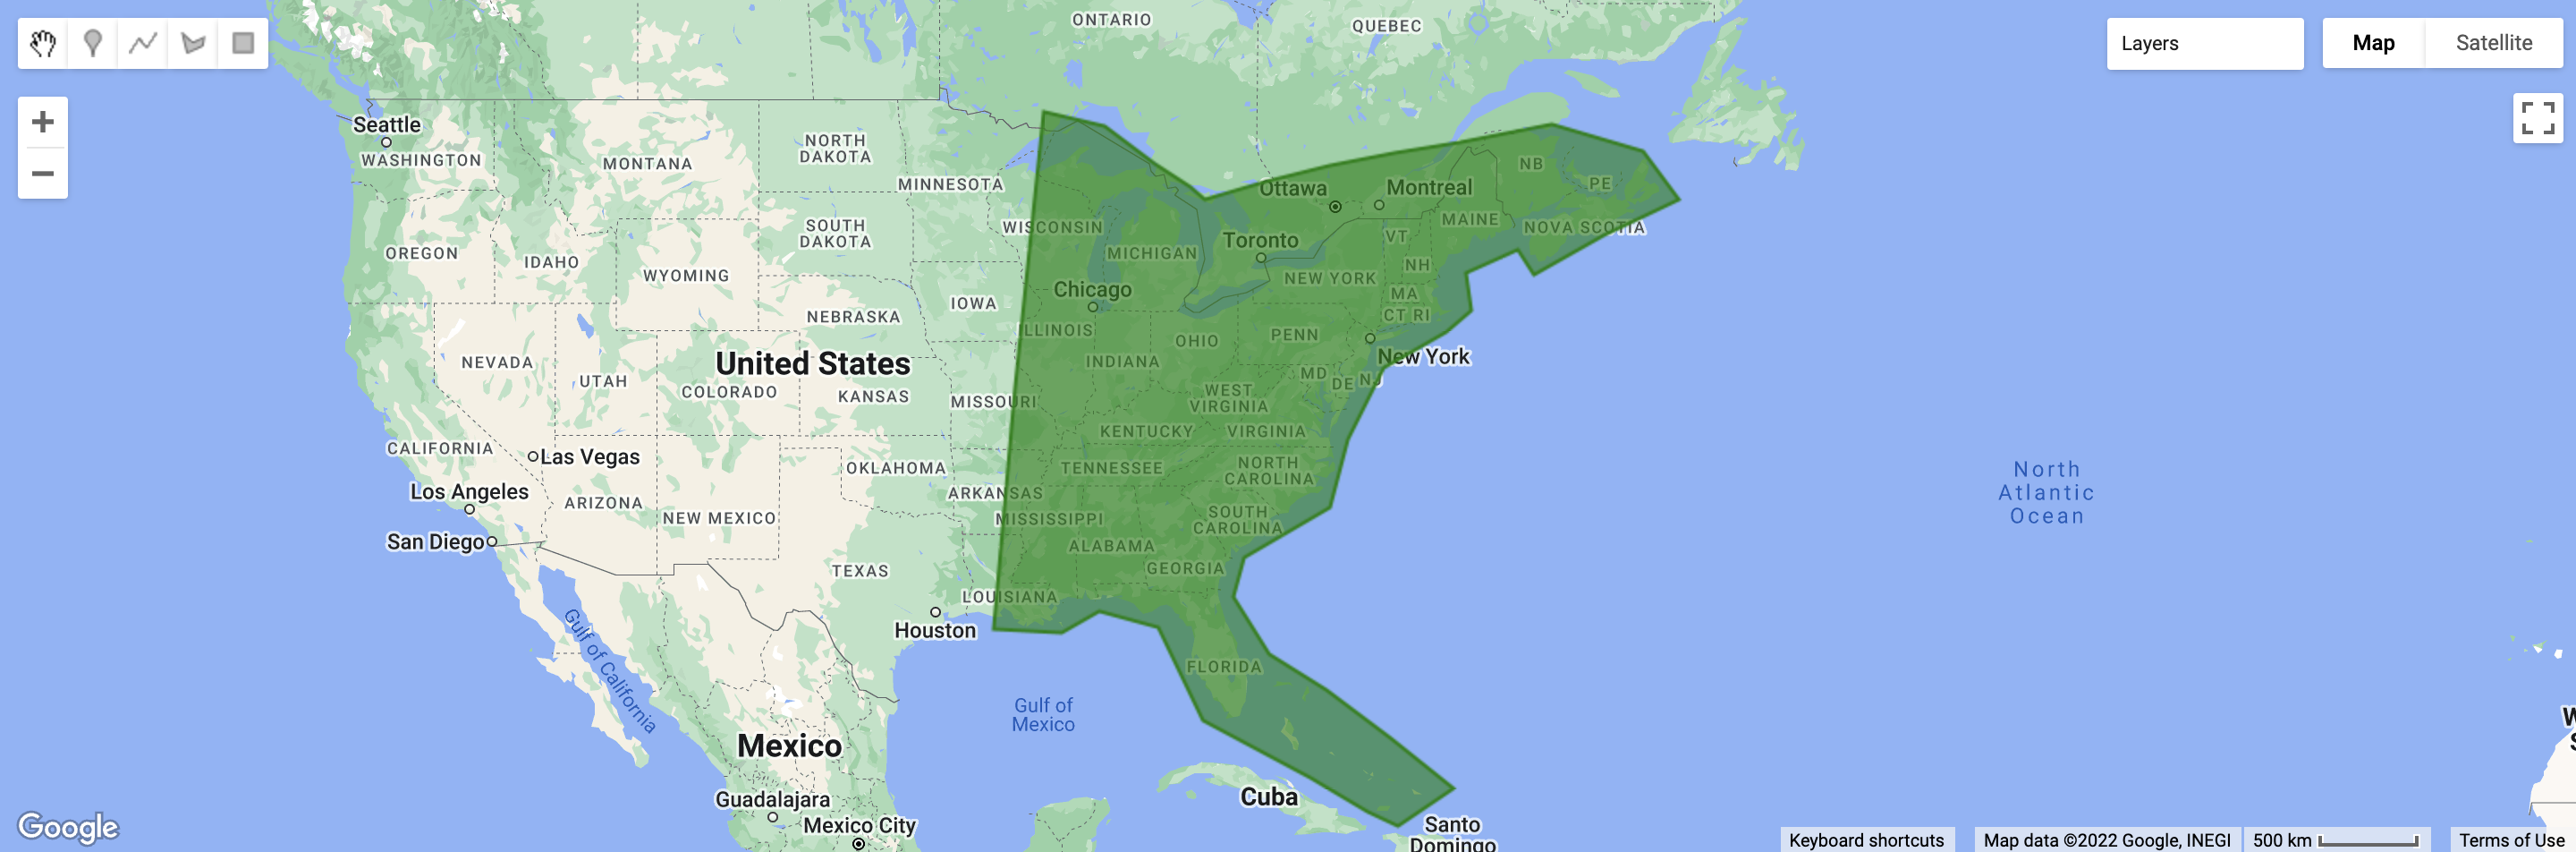 ONTARIO
QUEBEC
Layers
Map
Satellite
Seattle
WASHINGTON
MONTANA
NORTH
DAKOTA
MINNESOTA
Ottawa
Montreal
NB
PE
OREGON
IDAHO
WYOMING
SOUTH
DAKOTA
WISCONSIN
MICHIGAN
Toronto
VT
MAINE
NOVA SCOTIA
NEW YORK
NH
Chicago
IOWA
NEBRASKA
ILLINOIS
MA
CT RI
NEVADA
UTAH
United States
COLORADO
KANSAS
MISSOURI
INDIANA
OHIO
PENN
New York
MD
DE
NJ
WEST
VIRGINIA
CALIFORNIA
Las Vegas
KENTUCKY
VIRGINIA
Los Angeles
ARIZONA
NEW MEXICO
OKLAHOMA
ARKANSAS
TENNESSEE
NORTH
CAROLINA
North
Atlantic
Ocean
San Diego
MISSISSIPPI
ALABAMA
SOUTH
CAROLINA
GEORGIA
TEXAS
LOUISIANA
Houston
Gulf of California
FLORIDA
Gulf of
Mexico
Mexico
Guadalajara
Mexico City
Cuba
Santo
Domingo
Google
Keyboard shortcuts
Map data ©2022 Google, INEGI
500 km
Terms of Use